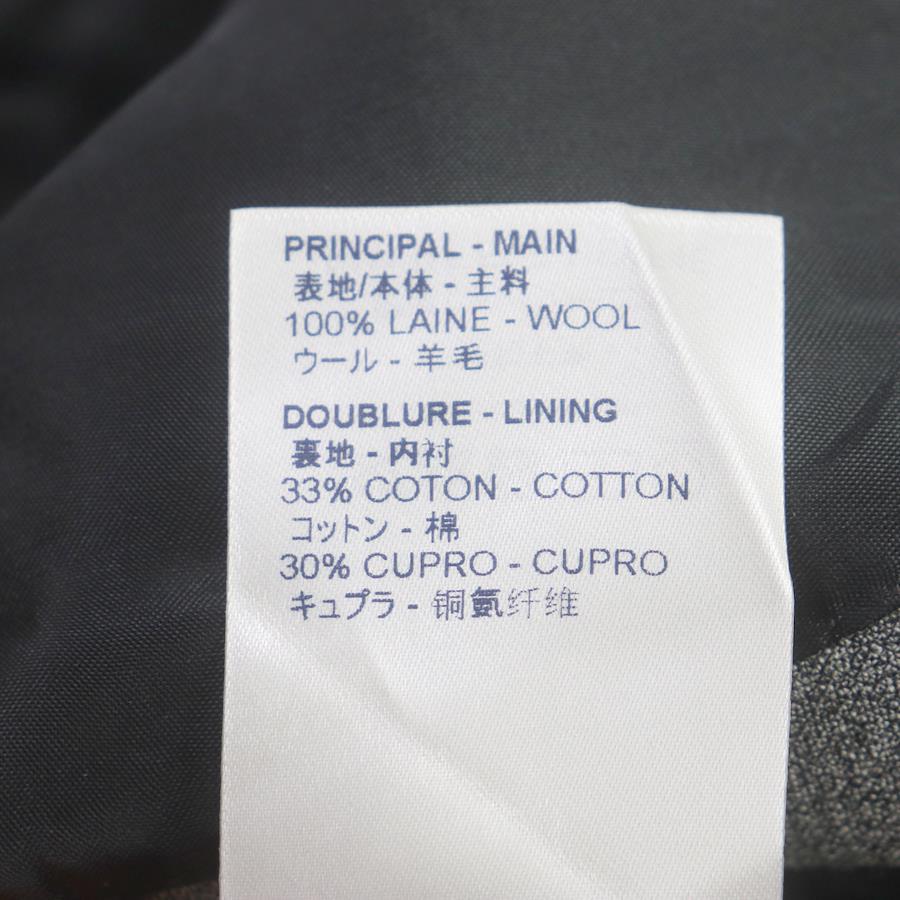 PRINCIPAL - MAIN
表地/本体 - 主料
100% LAINE - WOOL
ウール - 羊毛
DOUBLURE - LINING
裏地 - 内衬
33% COTON - COTTON
コットン - 棉
30% CUPRO - CUPRO
キュプラ - 铜氨纤维